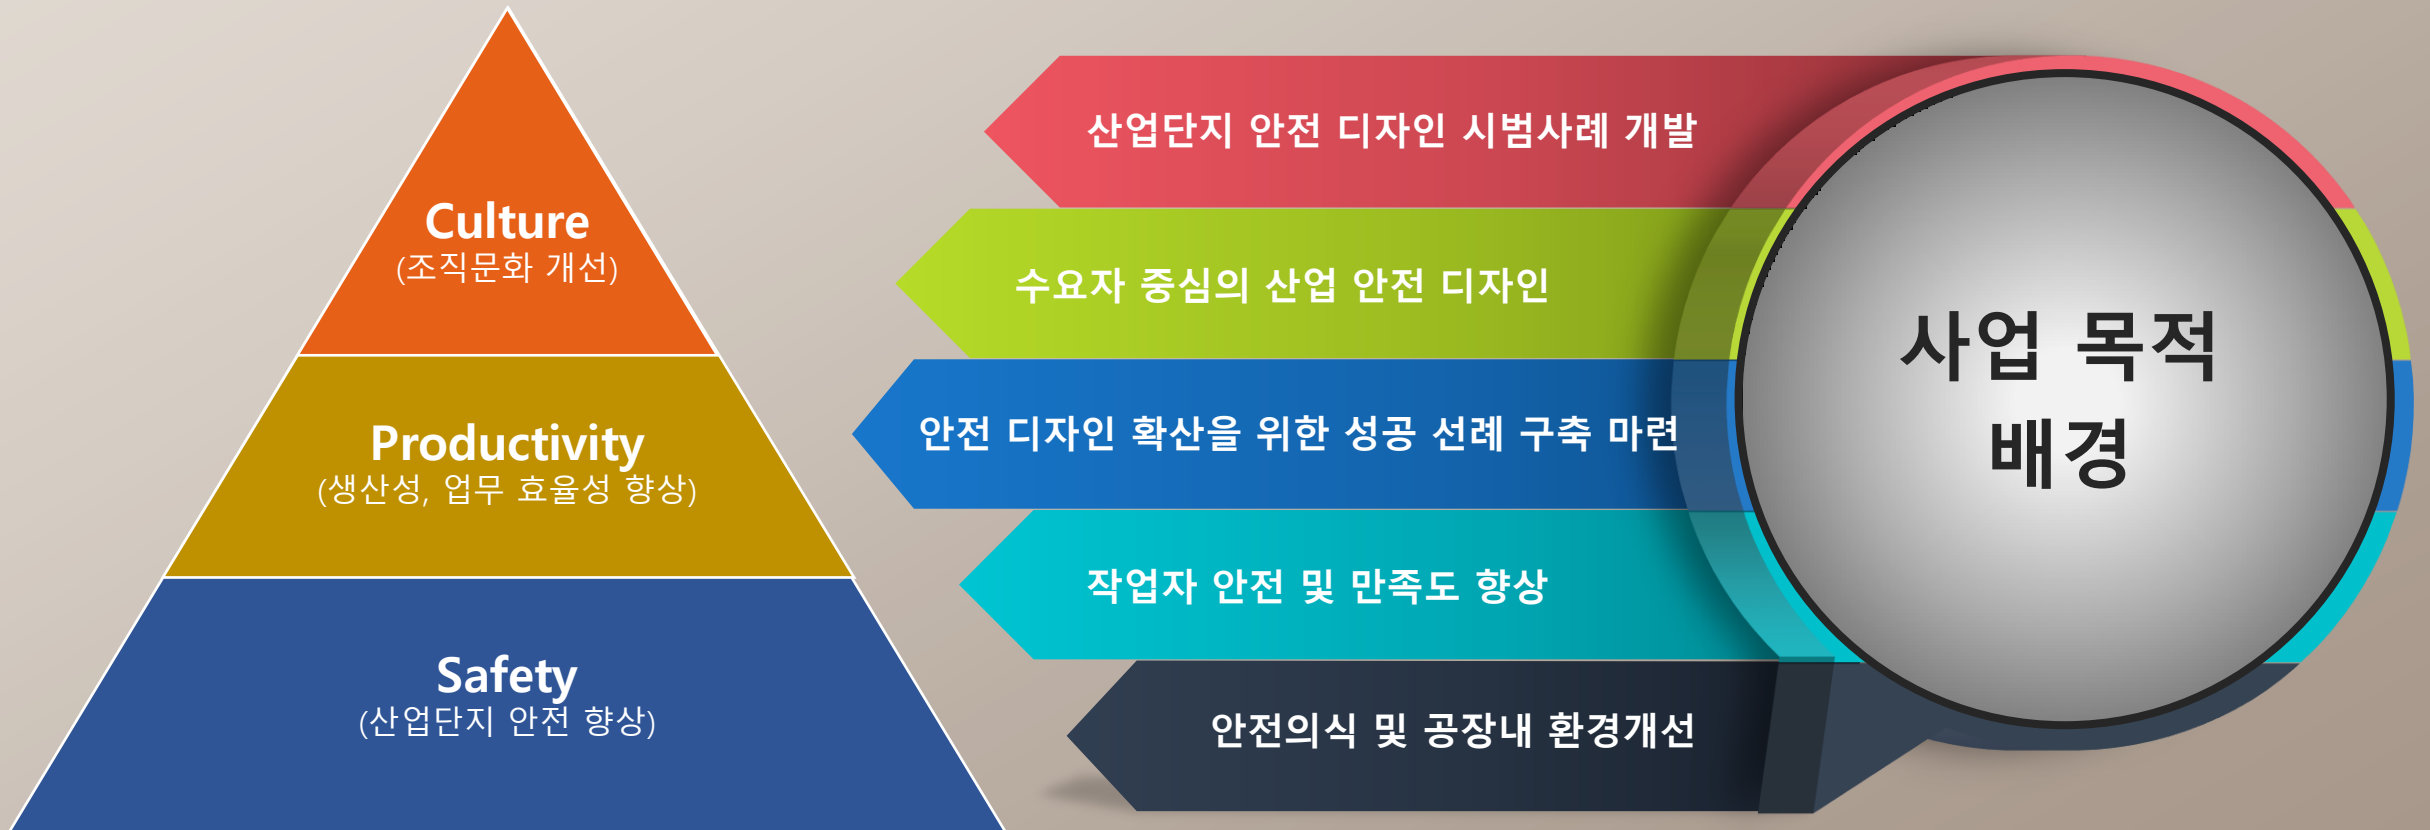 Culture
(조직문화 개선)
Productivity
(생산성, 업무 효율성 향상)
Safety
(산업단지 안전 향상)
산업단지 안전 디자인 시범사례 개발
수요자 중심의 산업 안전 디자인
안전 디자인 확산을 위한 성공 선례 구축 마련
작업자 안전 및 만족도 향상
안전의식 및 공장내 환경개선
사업 목적
배경